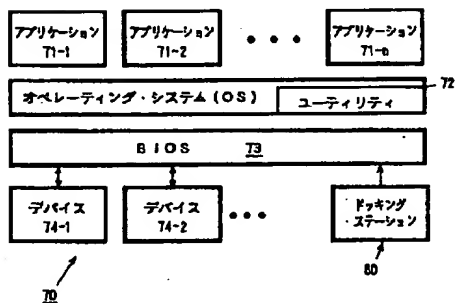 アプリケーション
71-1
アプリケーション
71-2
アプリケーション
71-n
オペレーティング・システム(OS)
ユーティリティ
72
BIOS 73
デバイス
74-1
デバイス
74-2
ドッキング
・ステーション
70
80